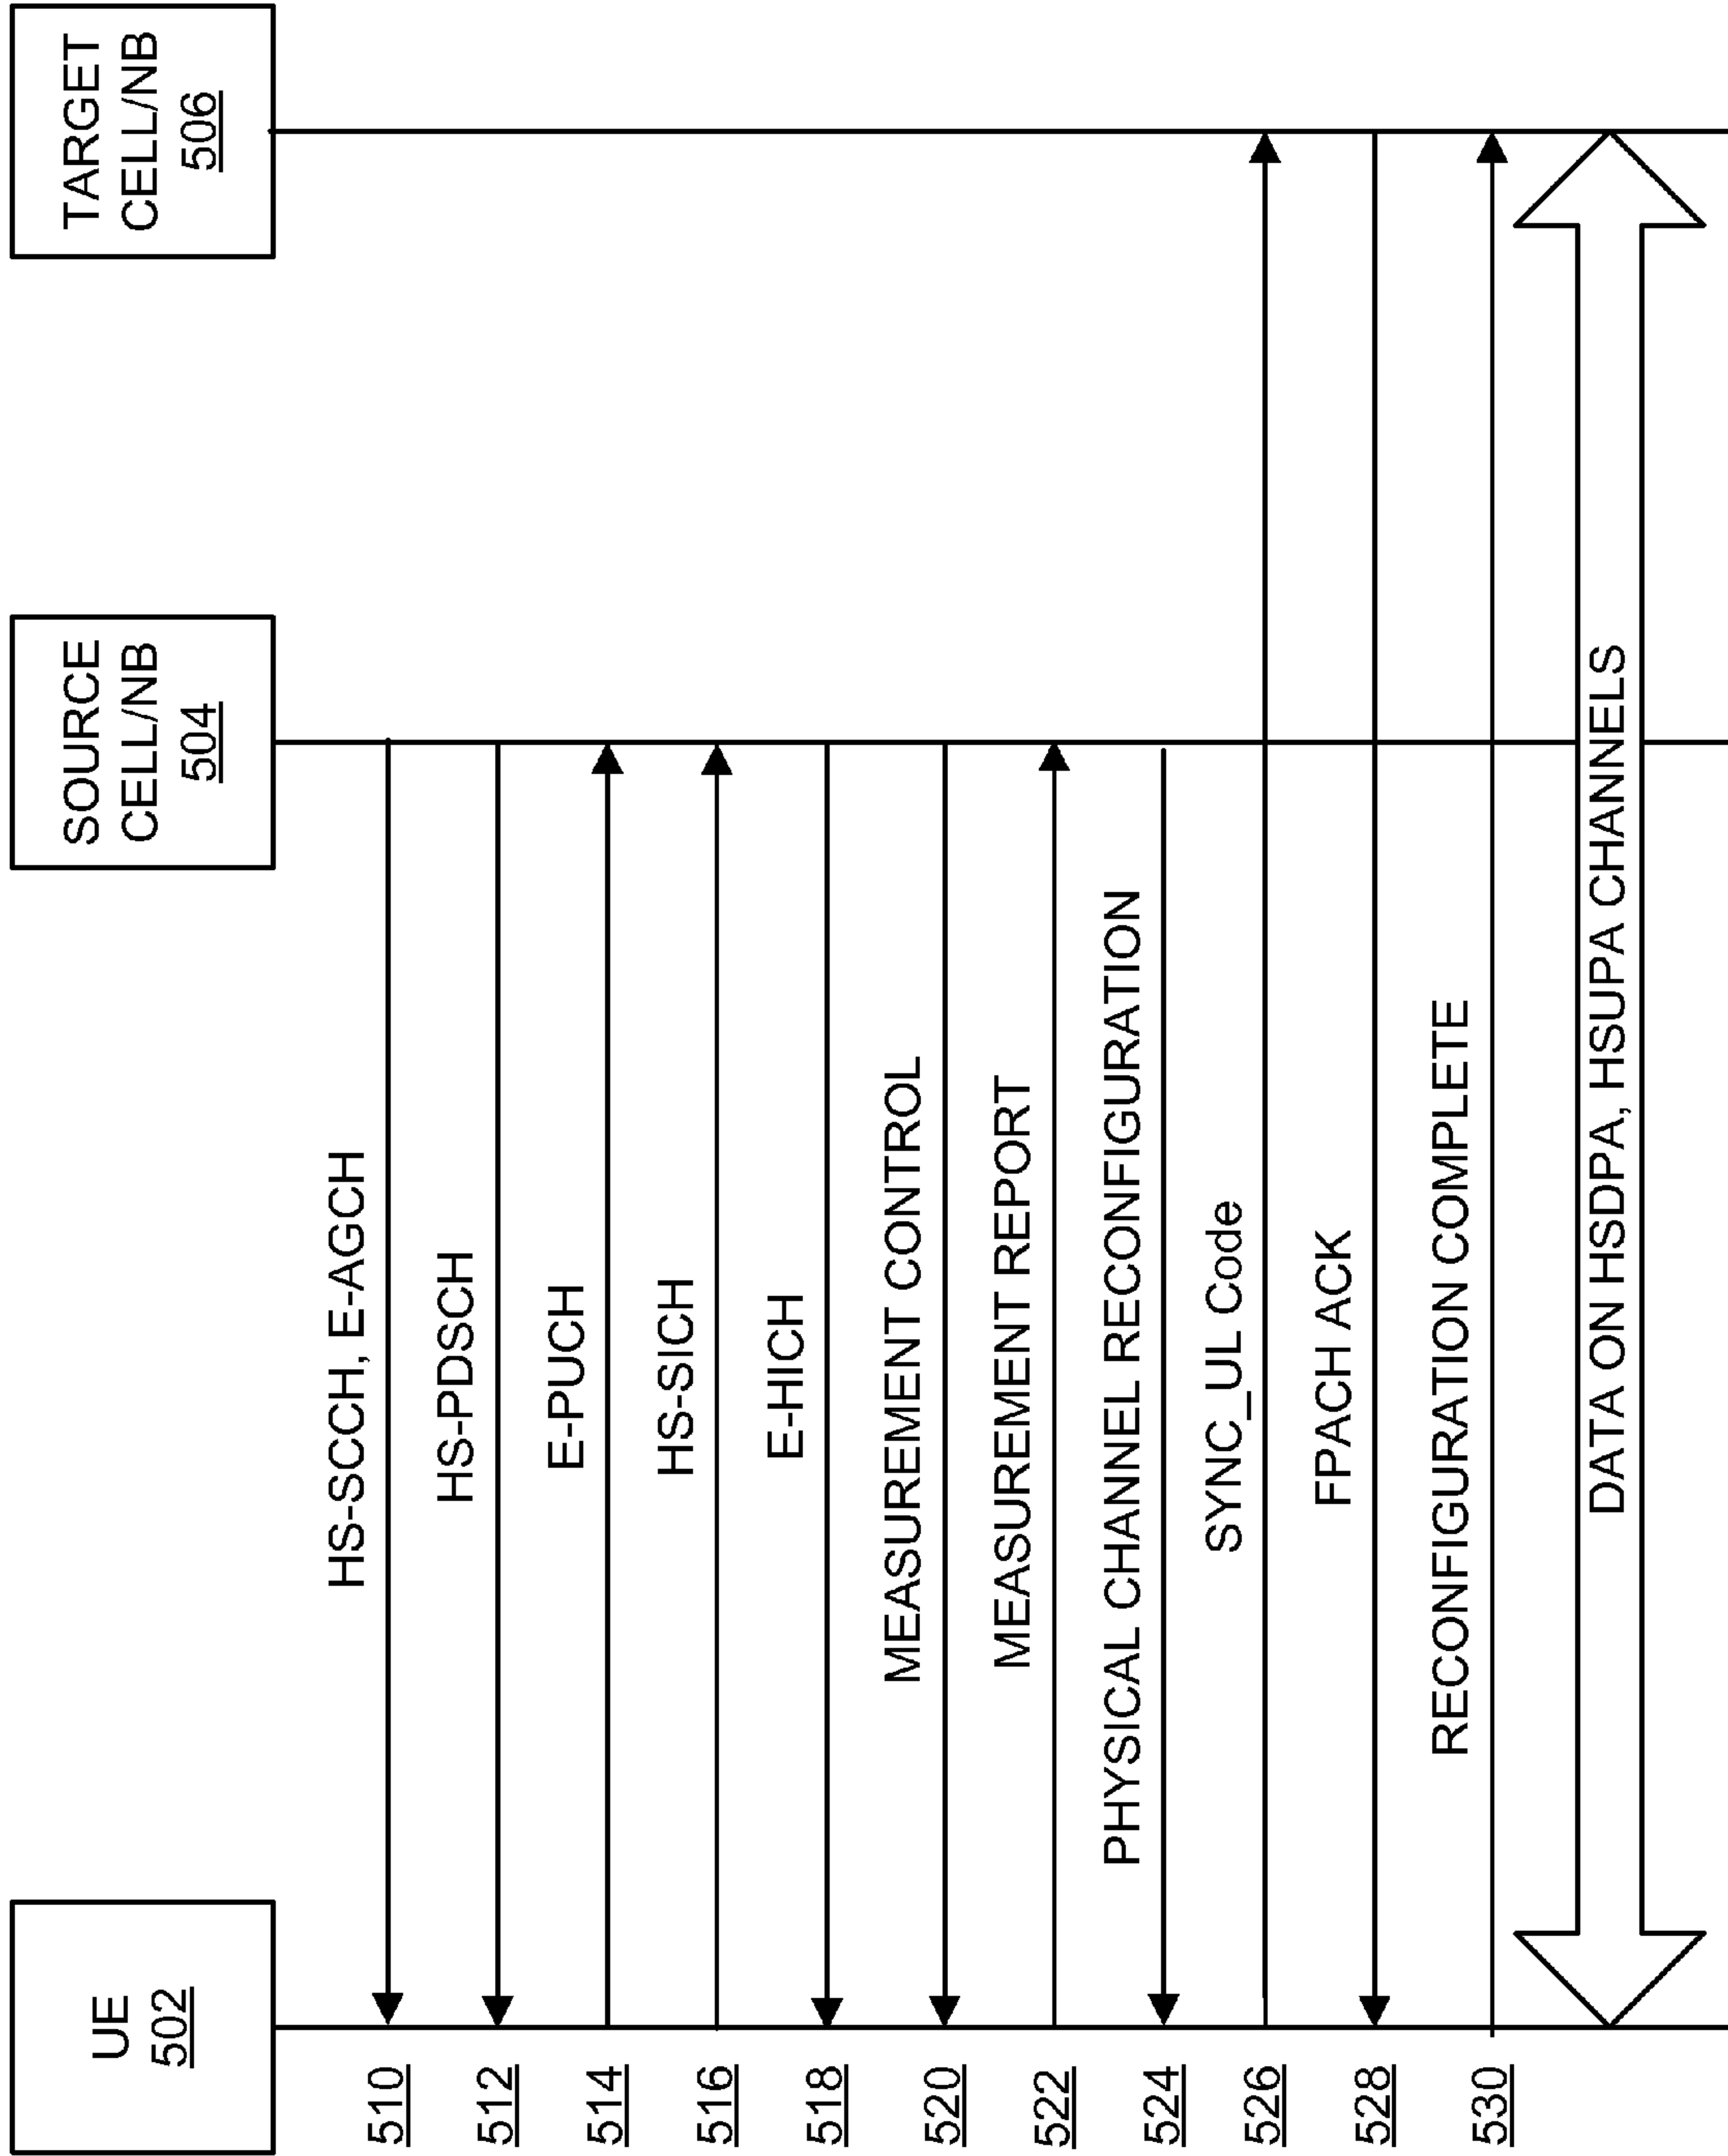 UE
502
SOURCE
CELL/NB
504
TARGET
CELL/NB
506
510
HS-SCCH, E-AGCH
512
HS-PDSCH
514
E-PUCH
516
HS-SICH
518
E-HICH
520
MEASUREMENT CONTROL
522
MEASUREMENT REPORT
524
PHYSICAL CHANNEL RECONFIGURATION
526
SYNC_UL Code
528
FPACH ACK
530
RECONFIGURATION COMPLETE
DATA ON HSDPA, HSUPA CHANNELS